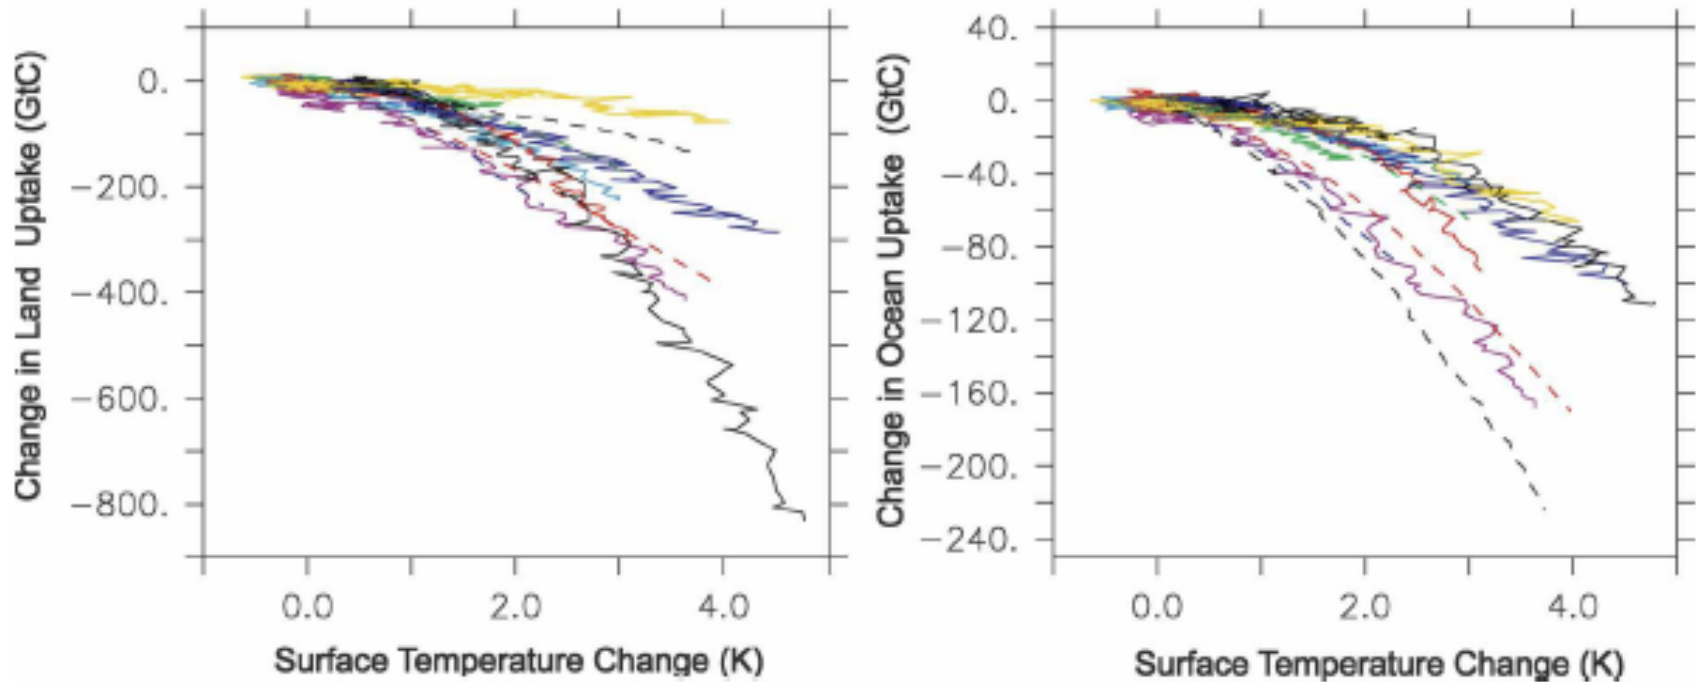 Change in Land Uptake (GtC)
0.
−200.
−400.
−600.
−800.
0.0 2.0 4.0
Surface Temperature Change (K)
Change in Ocean Uptake (GtC)
40.
0.
−40.
−80.
−120.
−160.
−200.
−240.
0.0 2.0 4.0
Surface Temperature Change (K)